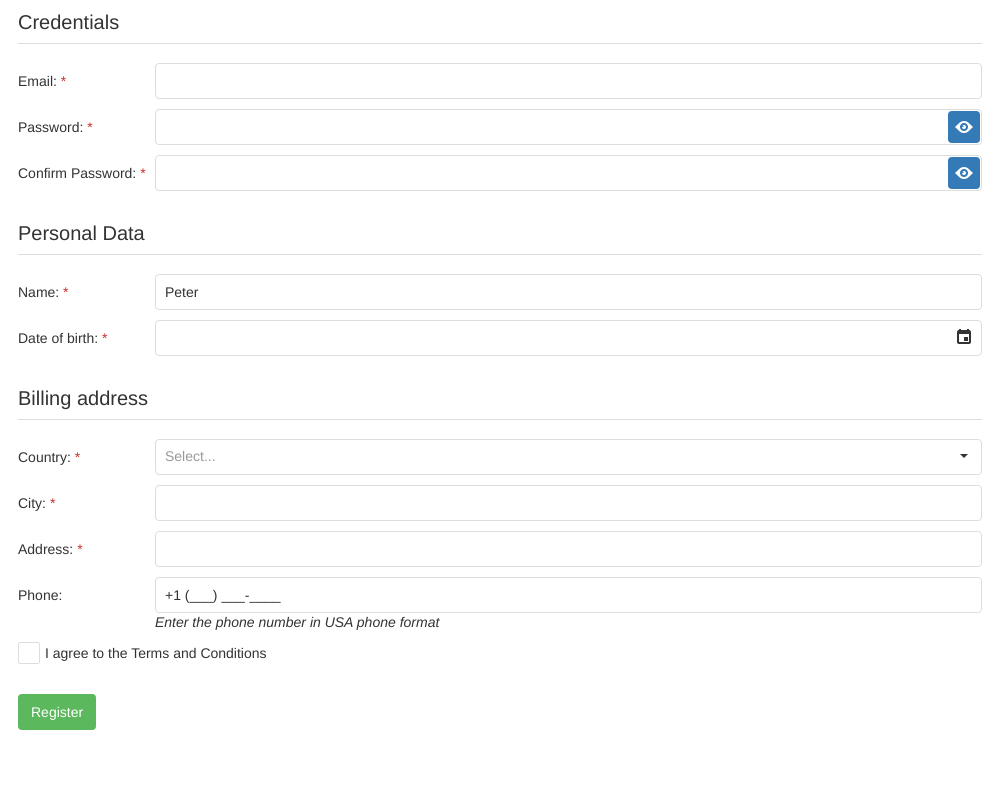 Credentials
Email: *
Password: *
Confirm Password: *
Personal Data
Name: * Peter
Date of birth: *
Billing address
Country: * Select...
City: *
Address: *
Phone: +1 (___) ___-____
Enter the phone number in USA phone format
I agree to the Terms and Conditions
Register